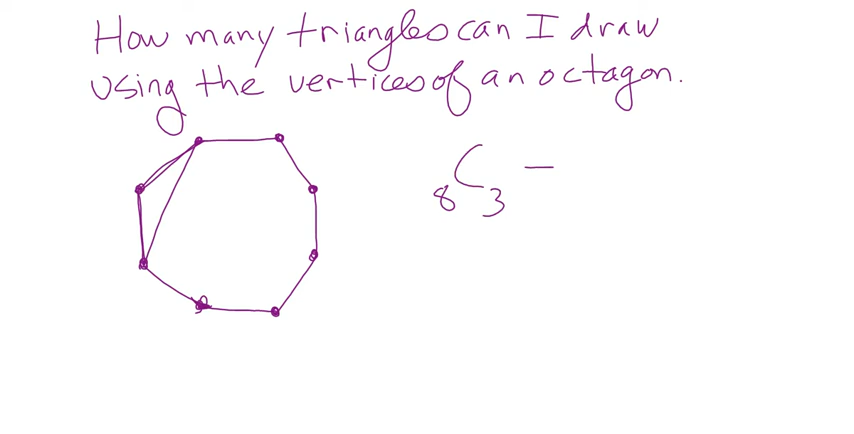 How many triangles can I draw
using the vertices of an octagon.
₈C₃ –